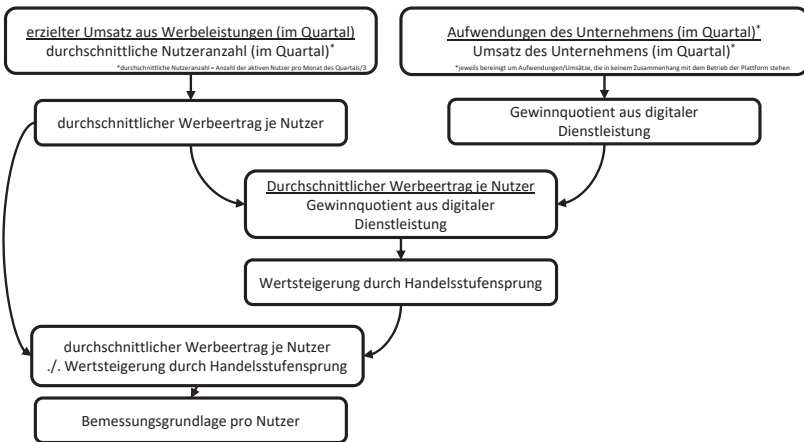 erzielter Umsatz aus Werbeleistungen (im Quartal)
durchschnittliche Nutzeranzahl (im Quartal)*
*durchschnittliche Nutzeranzahl = Anzahl der aktiven Nutzer pro Monat des Quartals/3
Aufwendungen des Unternehmens (im Quartal)*
Umsatz des Unternehmens (im Quartal)*
*jeweils bereinigt um Aufwendungen/Umsätze, die in keinem Zusammenhang mit dem Betrieb der Plattform stehen
durchschnittlicher Werbeertrag je Nutzer
Gewinnquotient aus digitaler
Dienstleistung
Durchschnittlicher Werbeertrag je Nutzer
Gewinnquotient aus digitaler
Dienstleistung
Wertsteigerung durch Handelsstufensprung
durchschnittlicher Werbeertrag je Nutzer
./. Wertsteigerung durch Handelsstufensprung
Bemessungsgrundlage pro Nutzer